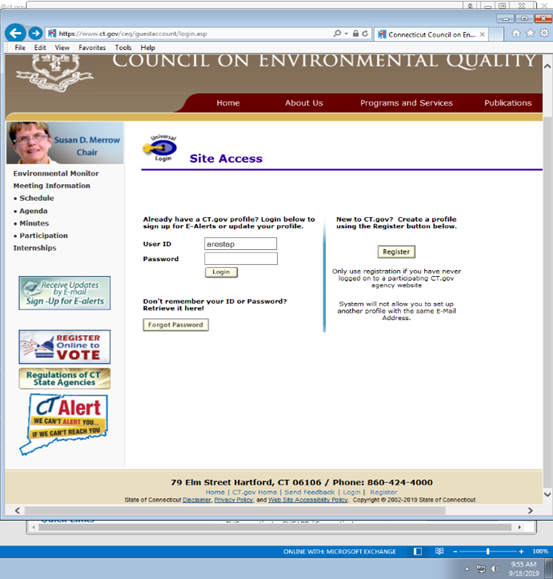 https://www.ct.gov/ceq/guestaccount/login.asp
Connecticut Council on En...
File Edit View Favorites Tools Help
COUNCIL ON ENVIRONMENTAL QUALITY
Home About Us Programs and Services Publications
Susan D. Merrow
Chair
Universal
Login
Site Access
Environmental Monitor
Meeting Information
• Schedule
• Agenda
• Minutes
• Participation
Internships
Receive Updates
by E-mail
Sign-Up for E-alerts
REGISTER
Online to
VOTE
Regulations of CT
State Agencies
CT Alert
WE CAN'T ALERT YOU...
IF WE CAN'T REACH YOU
Already have a CT.gov profile? Login below to
sign up for E-Alerts or update your profile.
User ID arestap
Password
Login
Don't remember your ID or Password?
Retrieve it here!
Forgot Password
New to CT.gov? Create a profile
using the Register button below.
Register
Only use registration if you have never
logged on to a participating CT.gov
agency website
System will not allow you to set up
another profile with the same E-Mail
Address.
79 Elm Street Hartford, CT 06106 / Phone: 860-424-4000
Home | CT.gov Home | Send Feedback | Login | Register
State of Connecticut Disclaimer, Privacy Policy, and Web Site Accessibility Policy. Copyright © 2002-2019 State of Connecticut.
ONLINE WITH: MICROSOFT EXCHANGE
100%
9:55 AM
9/18/2019